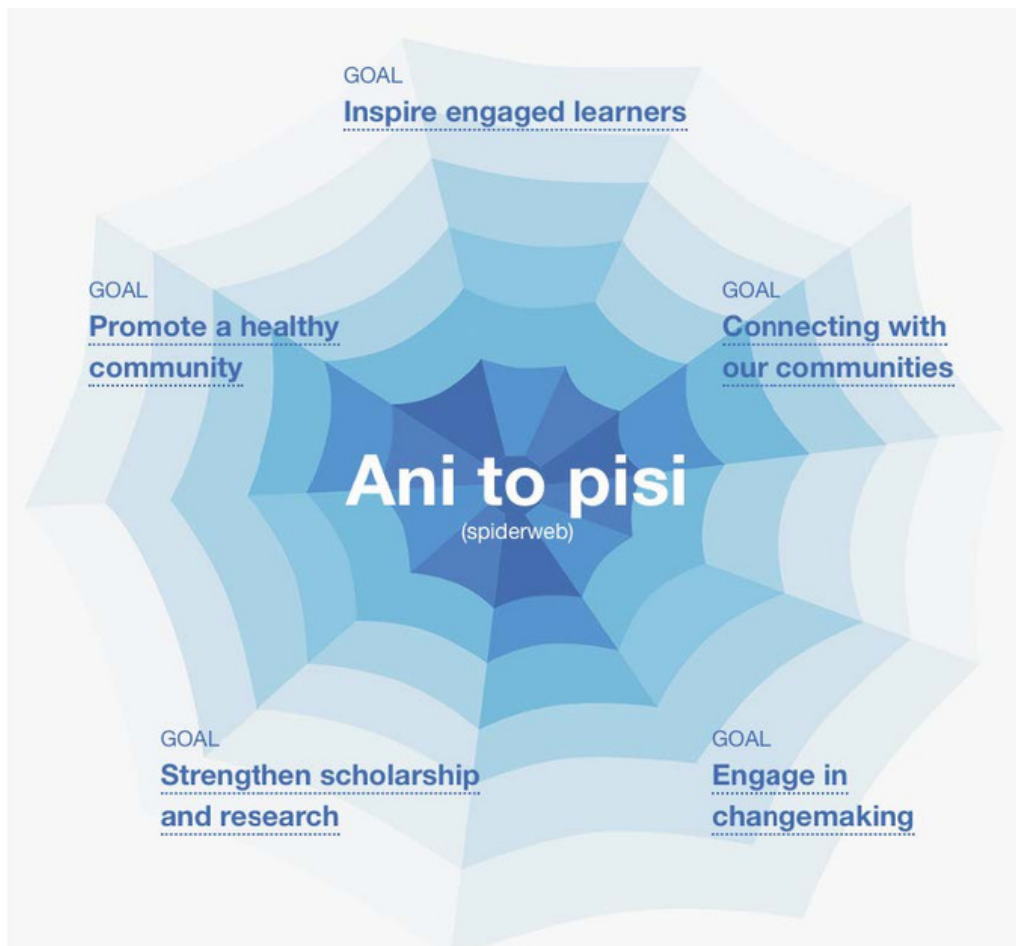 GOAL
Inspire engaged learners
GOAL
Promote a healthy
community
GOAL
Connecting with
our communities
Ani to pisi
(spiderweb)
GOAL
Strengthen scholarship
and research
GOAL
Engage in
changemaking